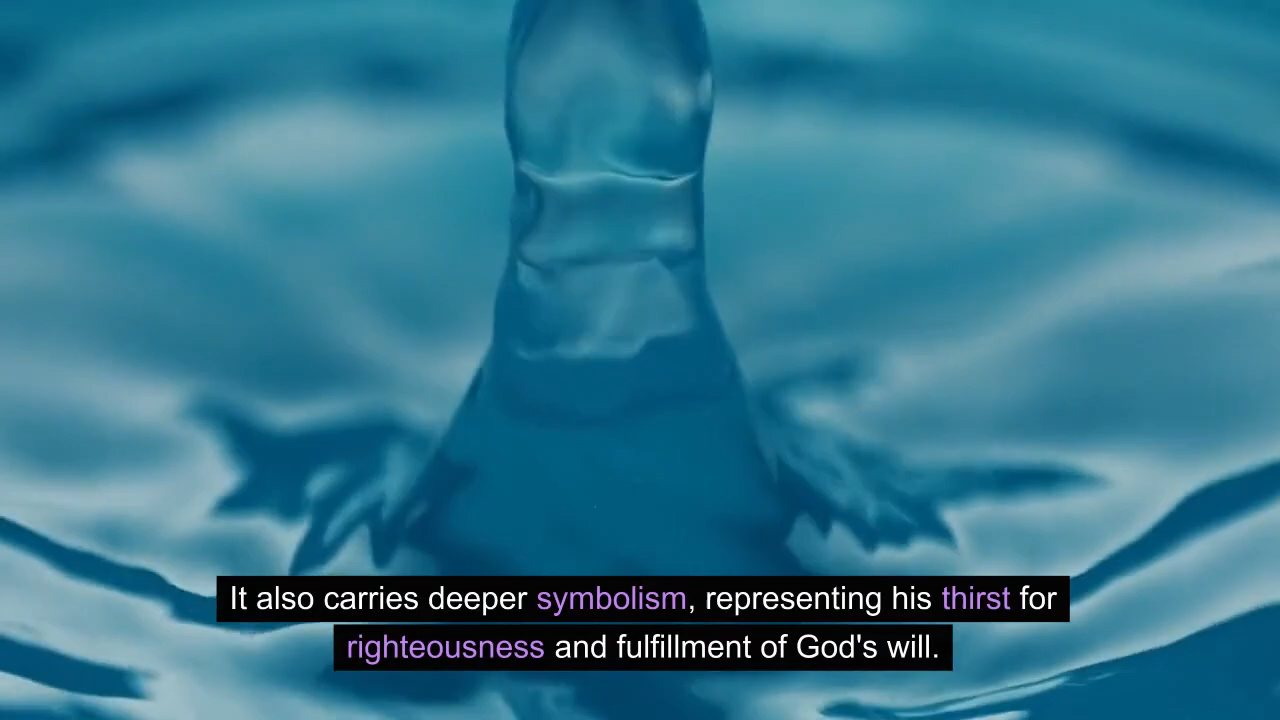 It also carries deeper symbolism, representing his thirst for
righteousness and fulfillment of God's will.